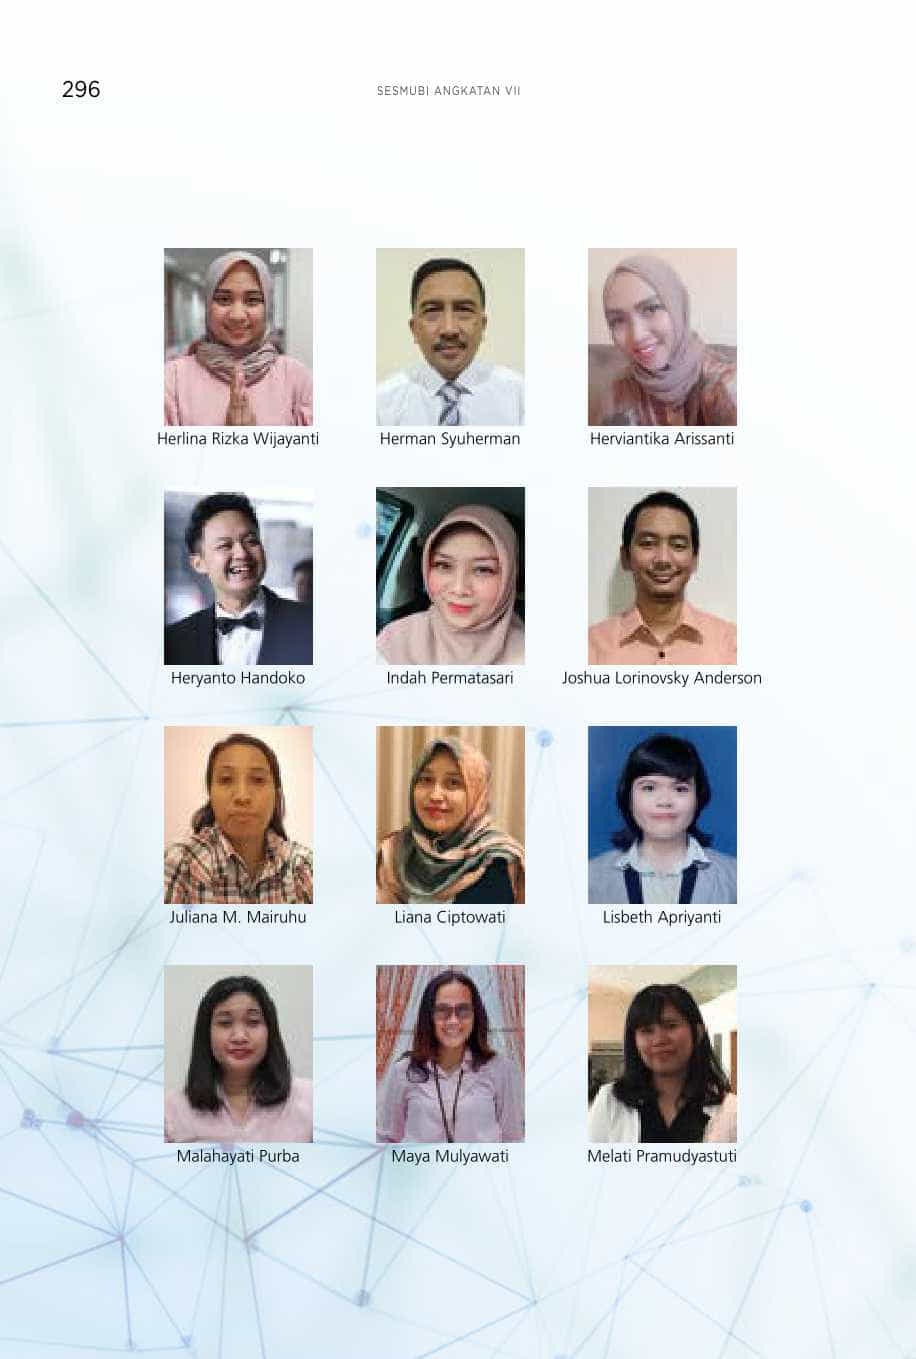 296
SESMUBI ANGKATAN VII
Herlina Rizka Wijayanti
Herman Syuherman
Herviantika Arissanti
Heryanto Handoko
Indah Permatasari
Joshua Lorinovsky Anderson
Juliana M. Mairuhu
Liana Ciptowati
Lisbeth Apriyanti
Malahayati Purba
Maya Mulyawati
Melati Pramudyastuti